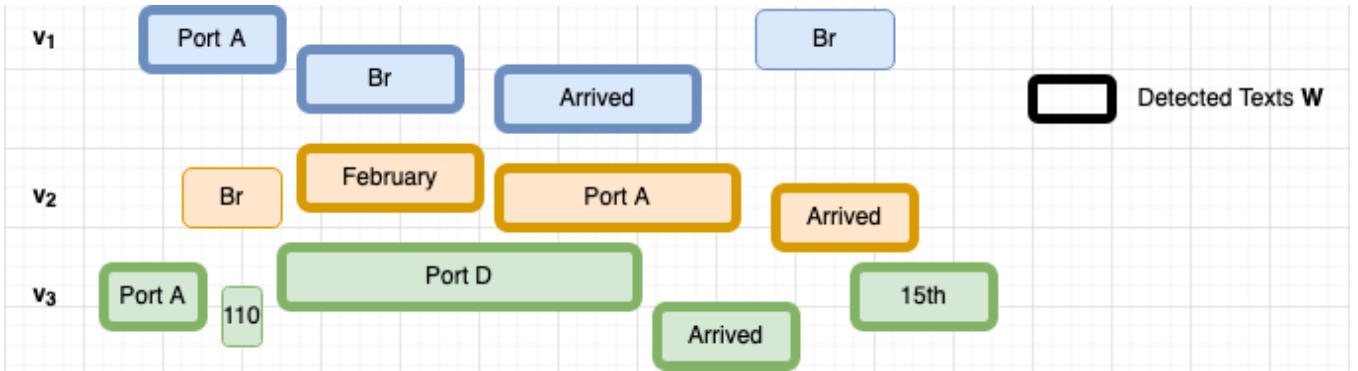 v1 Port A Br Arrived Br
Detected Texts W
v2 Br February Port A Arrived
v3 Port A 110 Port D Arrived 15th